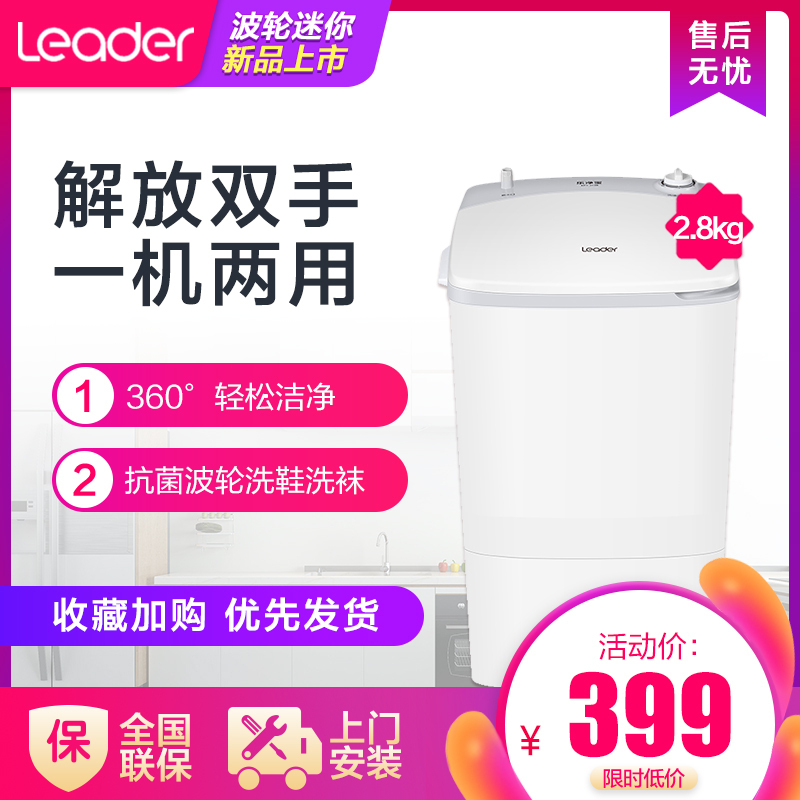 Leader
波轮迷你
新品上市
售后
无忧
解放双手
一机两用
2.8kg
Leader
1 360°轻松洁净
2 抗菌波轮洗鞋洗袜
收藏加购 优先发货
活动价：
¥ 399
限时低价
保 全国
联保
上门
安装